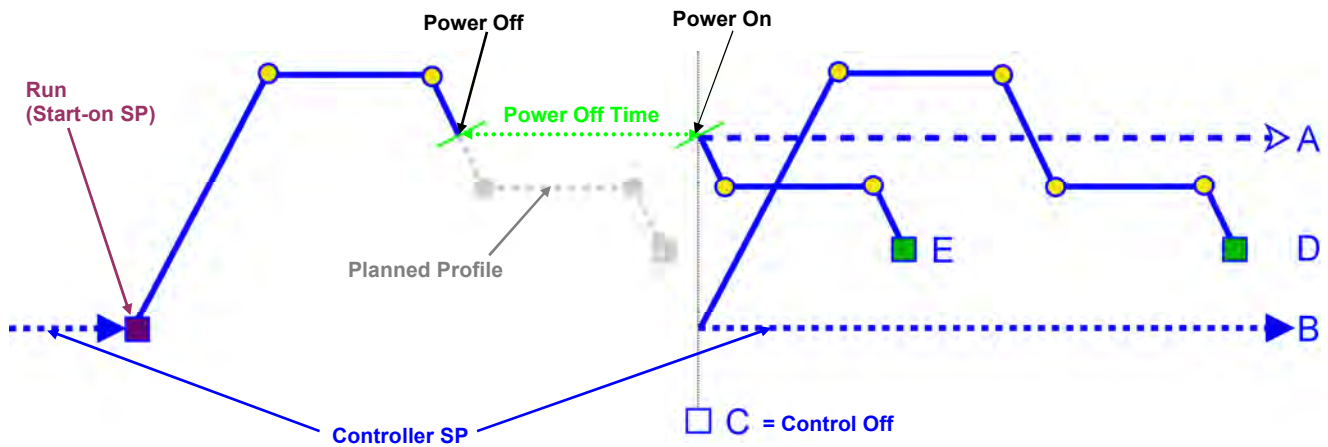 Power Off
Power On
Run
(Start-on SP)
Power Off Time
A
Planned Profile
E
D
B
Controller SP
C = Control Off